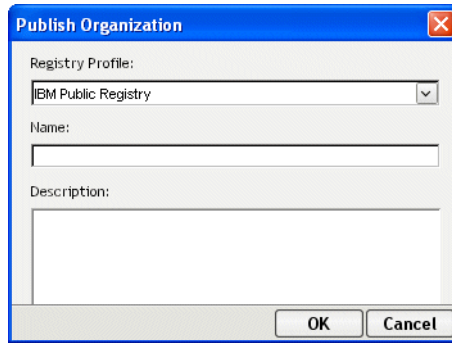 Publish Organization
Registry Profile:
IBM Public Registry
Name:
Description:
OK Cancel